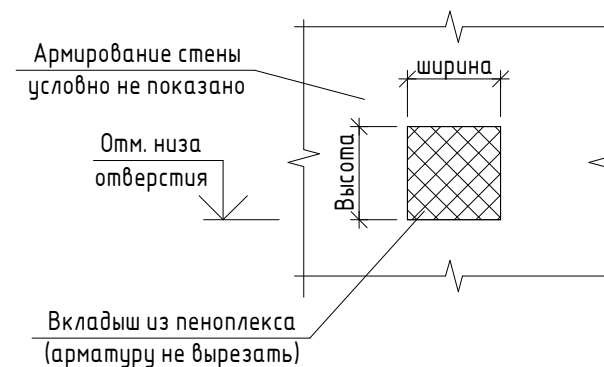 Армирование стены
условно не показано
ширина
Высота
Отм. низа
отверстия
Вкладыш из пеноплекса
(арматуру не вырезать)